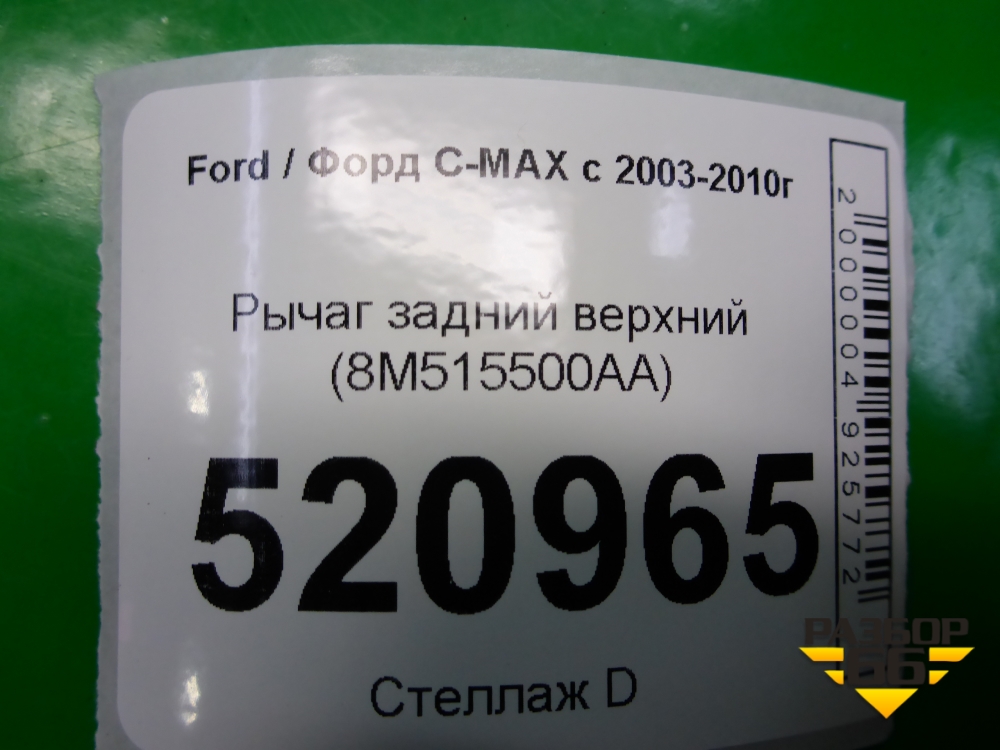 Ford / Форд C-MAX с 2003-2010г
Рычаг задний верхний
(8M515500AA)
520965
Стеллаж D
2000004925772
РАЗБОР
66